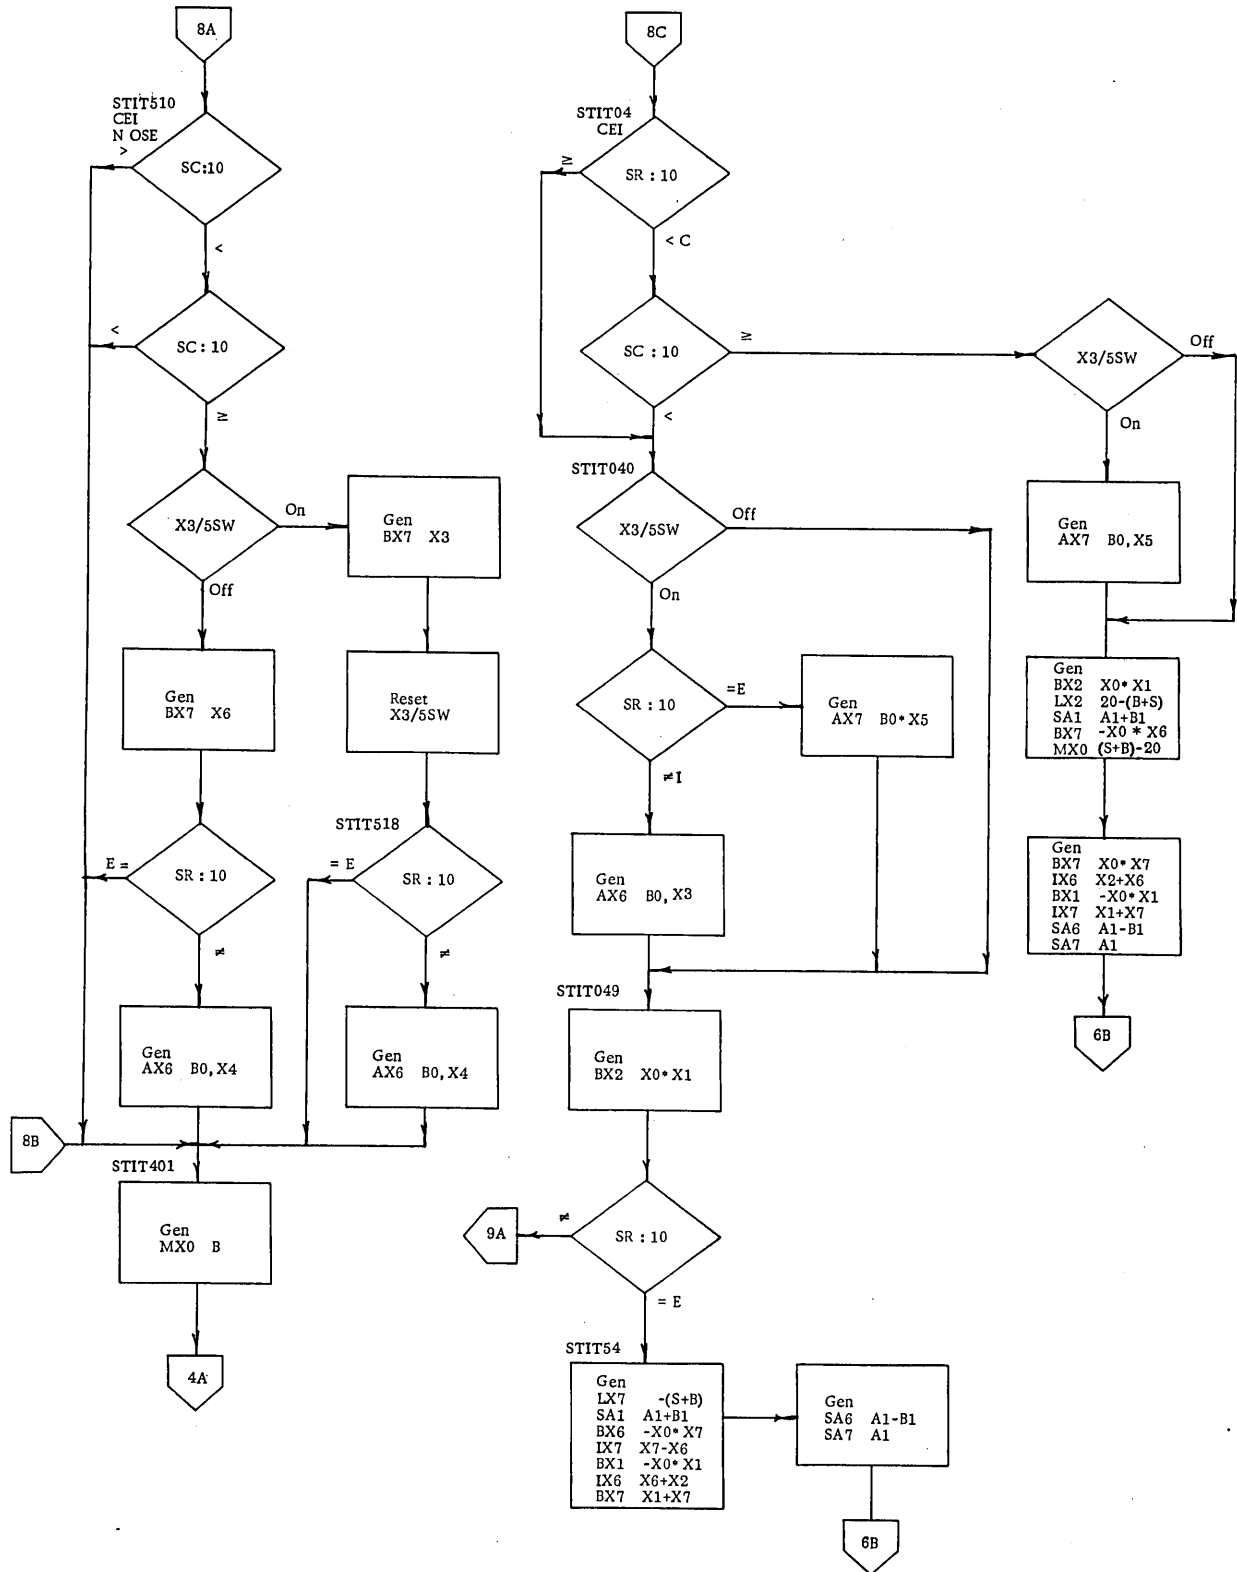 8A
STIT510
CEI
N OSE
>
SC:10
<
<
SC : 10
≥
X3/5SW
On
Off
Gen
BX7 X3
Gen
BX7 X6
Reset
X3/5SW
STIT518
E =
SR : 10
≠
= E
SR : 10
≠
Gen
AX6 B0,X4
Gen
AX6 B0,X4
8B
STIT401
Gen
MX0 B
4A
8C
STIT04
CEI
≥
SR : 10
< C
SC : 10
≥
<
STIT040
X3/5SW
Off
On
SR : 10
=E
≠I
Gen
AX7 B0*X5
Gen
AX6 B0,X3
STIT049
Gen
BX2 X0*X1
≠
9A
SR : 10
= E
STIT54
Gen
LX7 -(S+B)
SA1 A1+B1
BX6 -X0*X7
IX7 X7-X6
BX1 -X0*X1
IX6 X6+X2
BX7 X1+X7
Gen
SA6 A1-B1
SA7 A1
6B
X3/5SW
Off
On
Gen
AX7 B0,X5
Gen
BX2 X0*X1
LX2 20-(B+S)
SA1 A1+B1
BX7 -X0 * X6
MX0 (S+B)-20
Gen
BX7 X0*X7
IX6 X2+X6
BX1 -X0*X1
IX7 X1+X7
SA6 A1-B1
SA7 A1
6B